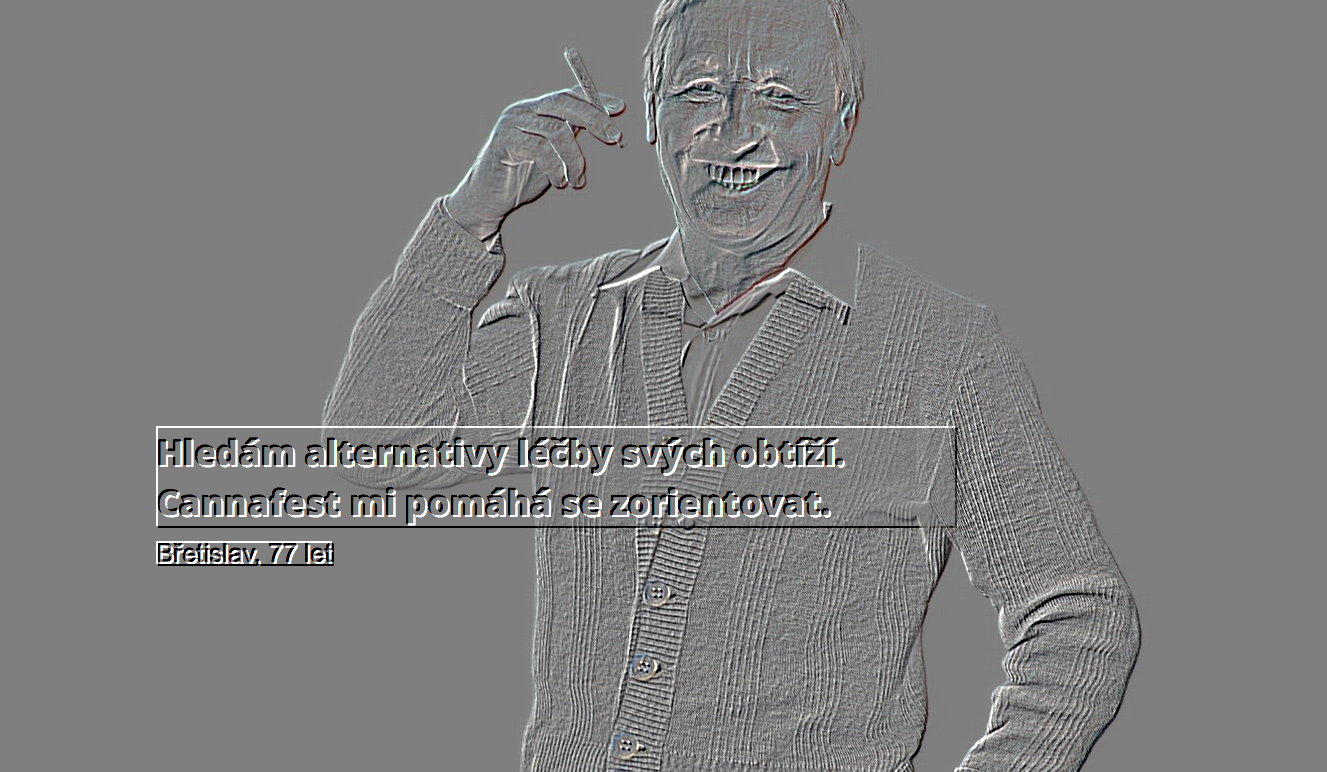 Hledám alternativy léčby svých obtíží.
Cannafest mi pomáhá se zorientovat.
Břetislav, 77 let